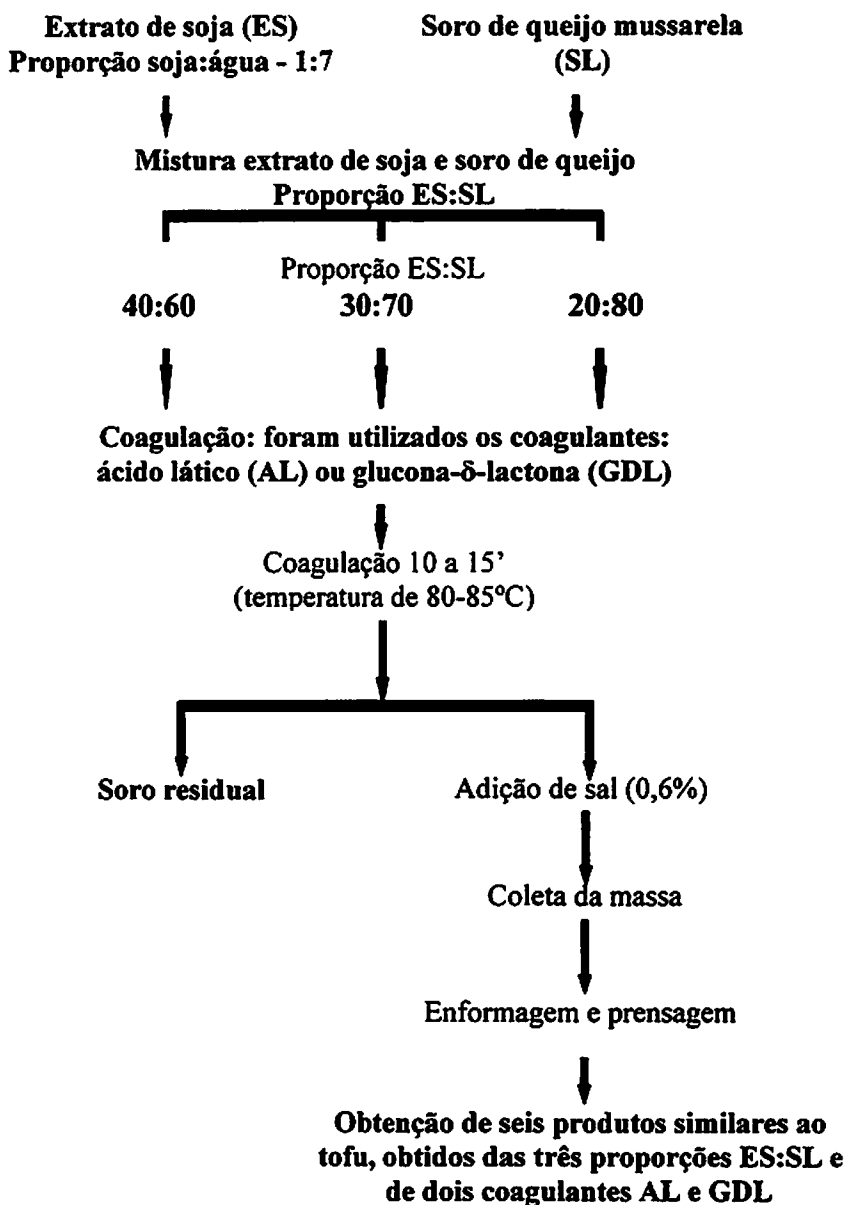 Extrato de soja (ES)
Proporção soja:água - 1:7
Soro de queijo mussarela
(SL)
Mistura extrato de soja e soro de queijo
Proporção ES:SL
Proporção ES:SL
40:60
30:70
20:80
Coagulação: foram utilizados os coagulantes:
ácido lático (AL) ou glucona-δ-lactona (GDL)
Coagulação 10 a 15’
(temperatura de 80-85ºC)
Soro residual
Adição de sal (0,6%)
Coleta da massa
Enformagem e prensagem
Obtenção de seis produtos similares ao
tofu, obtidos das três proporções ES:SL e
de dois coagulantes AL e GDL